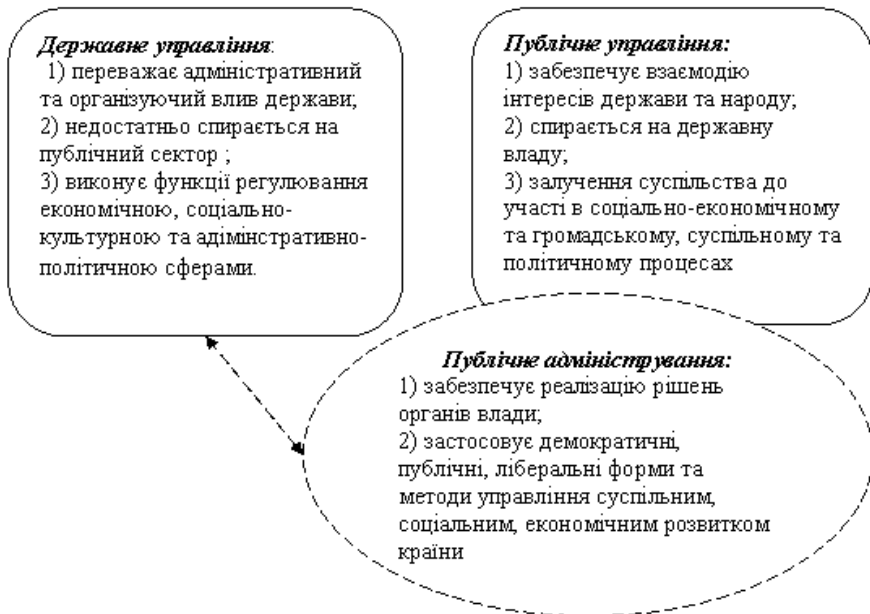 Державне управління:
1) переважає адміністративний
та організуючий влив держави;
2) недостатньо спирається на
публічний сектор ;
3) виконує функції регулювання
економічною, соціально-
культурною та адімінстративно-
політичною сферами.
Публічне управління:
1) забезпечує взаємодію
інтересів держави та народу;
2) спирається на державну
владу;
3) залучення суспільства до
участі в соціально-економічному
та громадському, суспільному та
політичному процесах
Публічне адміністрування:
1) забезпечує реалізацію рішень
органів влади;
2) застосовує демократичні,
публічні, ліберальні форми та
методи управління суспільним,
соціальним, економічним розвитком
країни